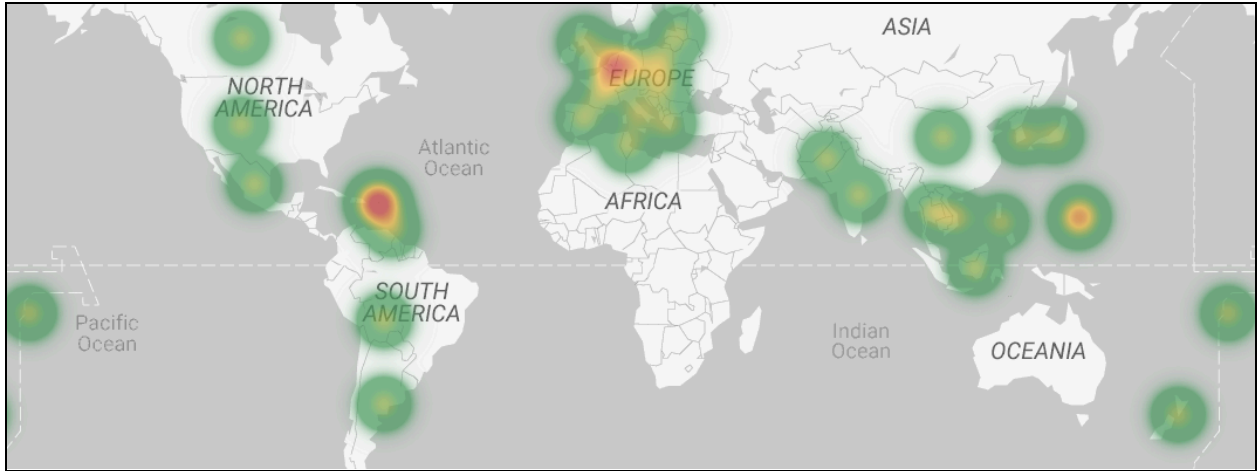 ASIA
NORTH
AMERICA
EUROPE
Atlantic
Ocean
AFRICA
SOUTH
AMERICA
Pacific
Ocean
Indian
Ocean
OCEANIA